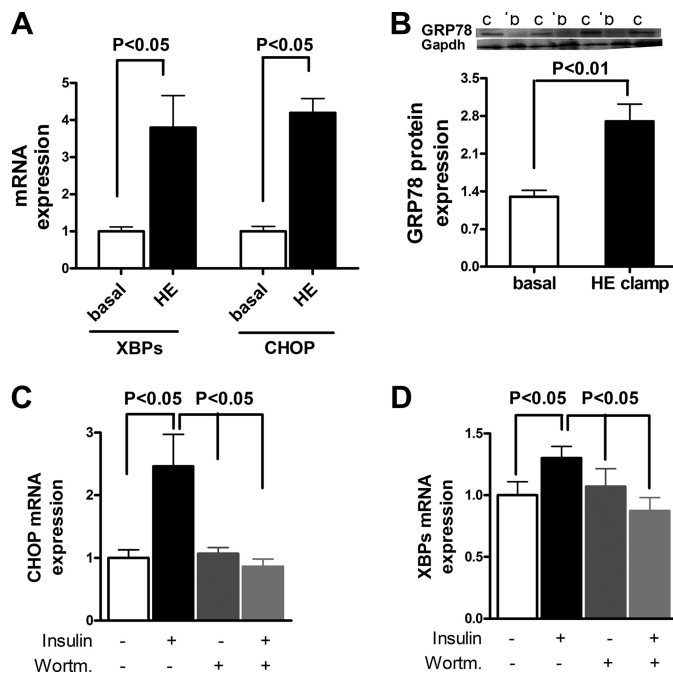 A
P<0.05
P<0.05
5
4
3
2
1
0
mRNA
expression
basal
HE
basal
HE
XBPs
CHOP
B
c 'b c 'b c 'b c
GRP78
Gapdh
P<0.01
3.6
2.8
2.1
1.4
0.6
0.0
GRP78 protein
expression
basal
HE clamp
C
P<0.05
P<0.05
3
2
1
0
CHOP mRNA
expression
Insulin - + - +
Wortm. - - + +
D
P<0.05
P<0.05
1.5
1.0
0.5
0.0
XBPs mRNA
expression
Insulin - + - +
Wortm. - - + +